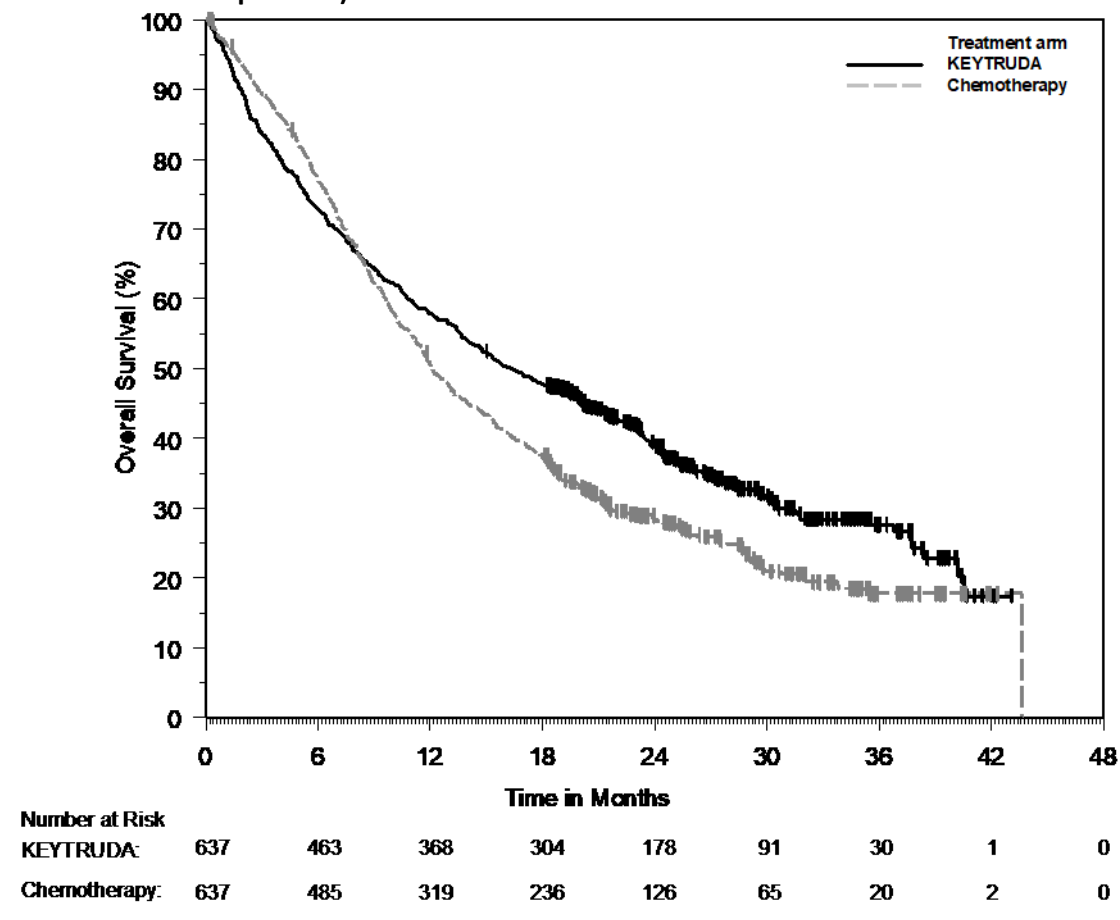 Treatment arm
KEYTRUDA
Chemotherapy
Overall Survival (%)
100
90
80
70
60
50
40
30
20
10
0
0 6 12 18 24 30 36 42 48
Time in Months
Number at Risk
KEYTRUDA: 637 463 368 304 178 91 30 1 0
Chemotherapy: 637 485 319 236 126 65 20 2 0